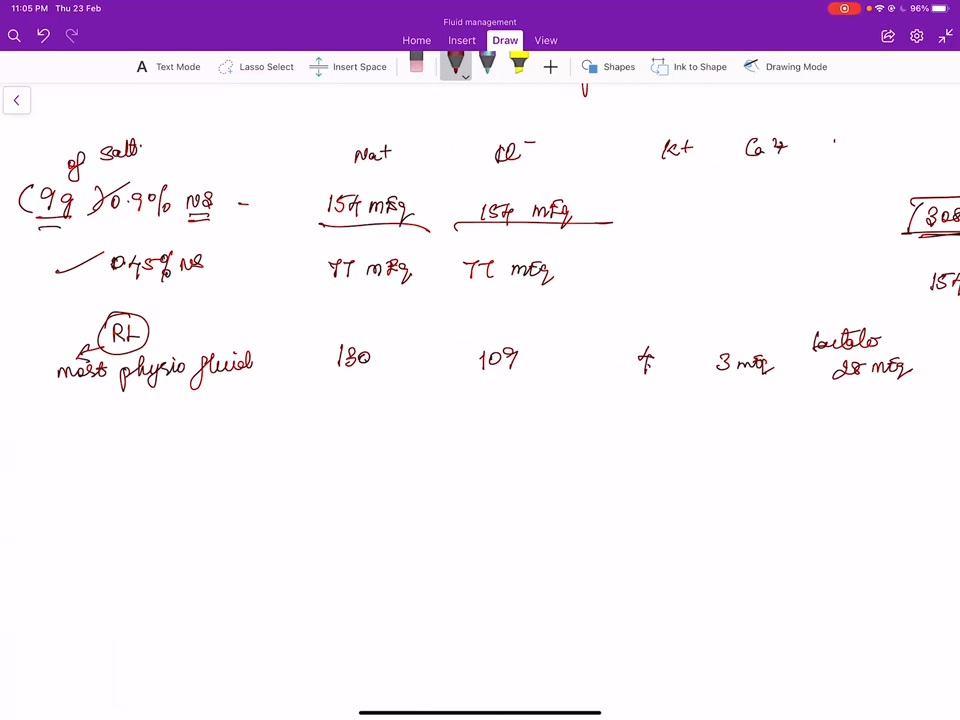 11:05 PM Thu 23 Feb
96%
Fluid management
Home Insert Draw View
Text Mode Lasso Select Insert Space Shapes Ink to Shape Drawing Mode
of salt. Na+ Cl- K+ Ca2+
(9g) 0.9% NS - 154 mEq 154 mEq 308
0.45% NS 77 mEq 77 mEq 154
RL
most physio fluid 130 109 4 3 mEq lactate 28 mEq